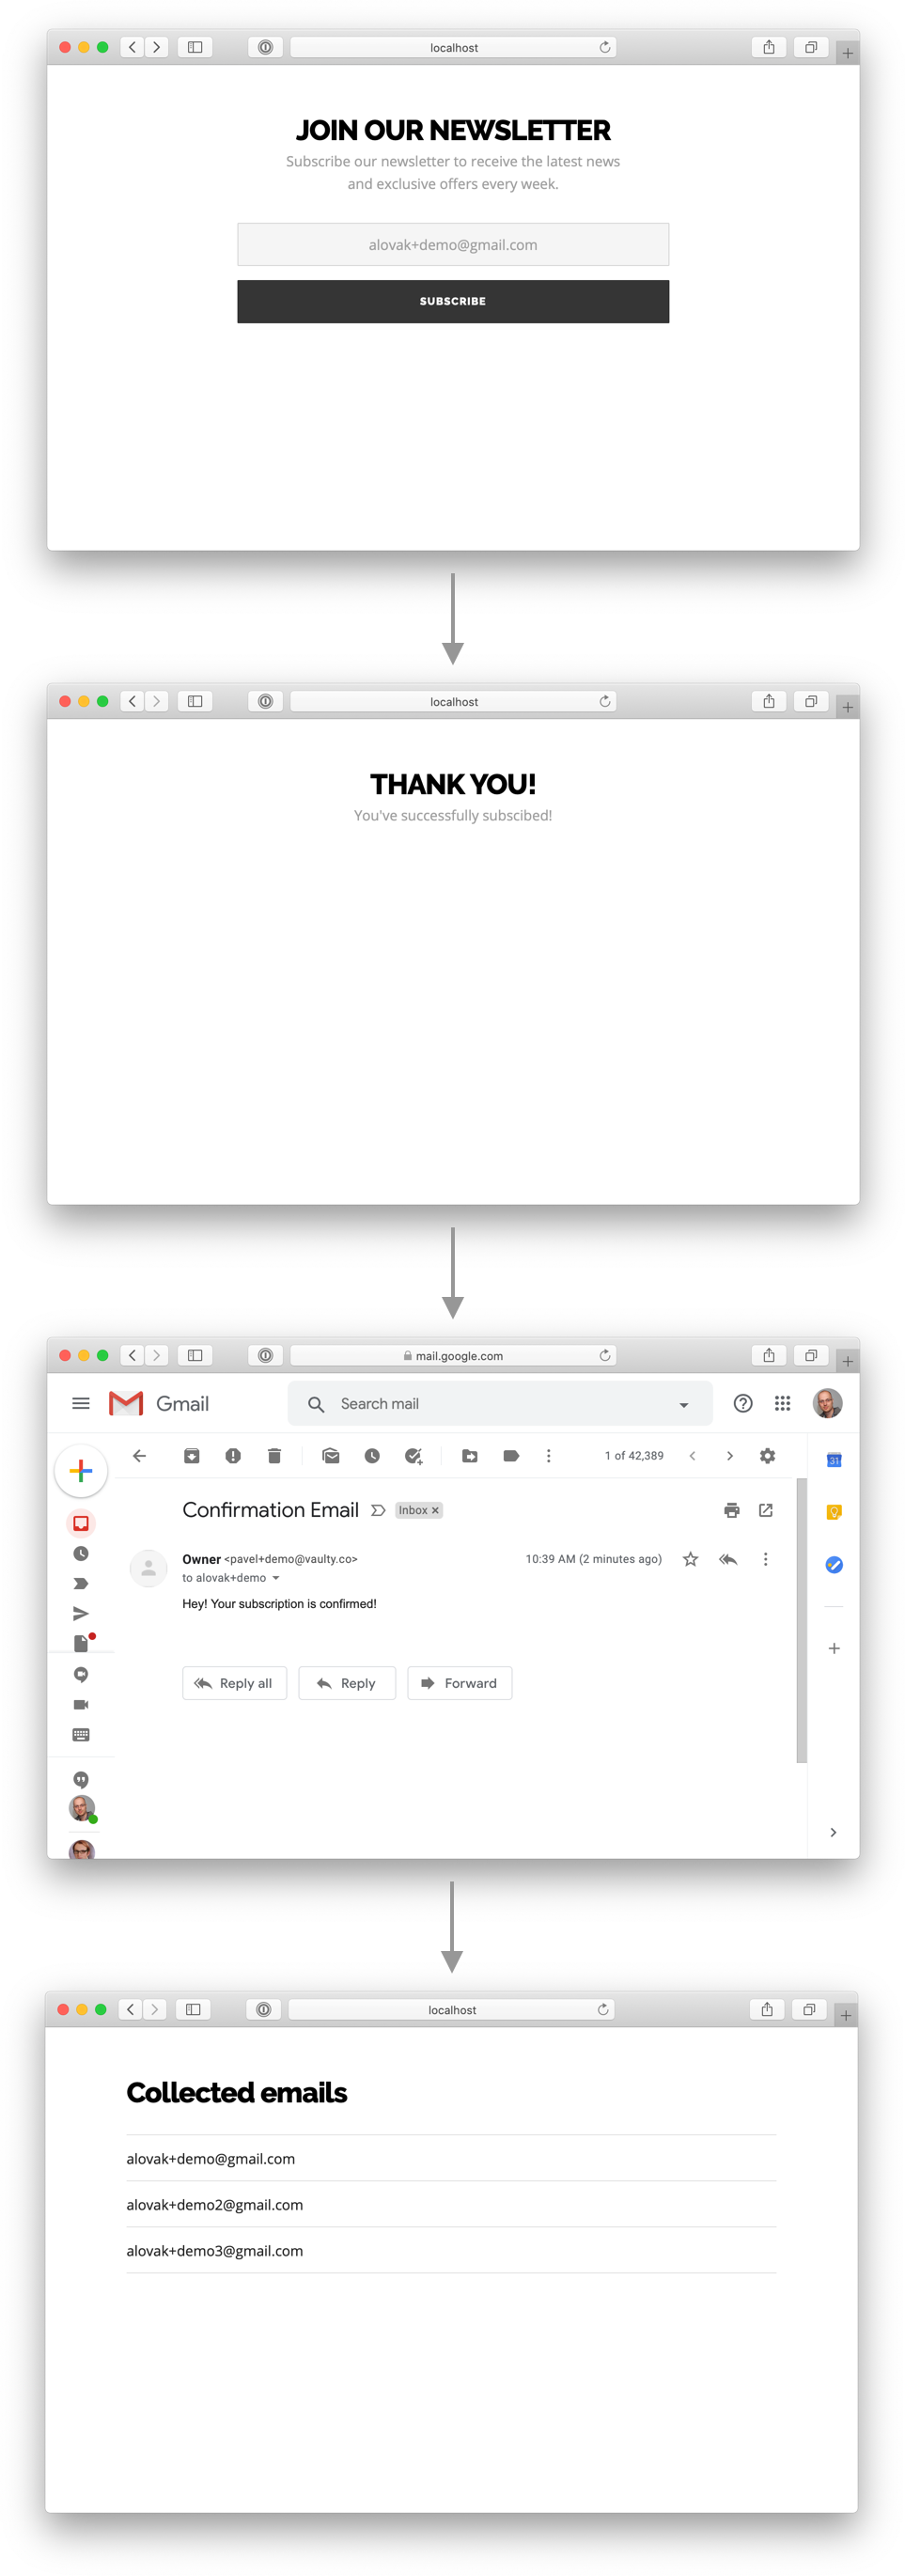 localhost
JOIN OUR NEWSLETTER
Subscribe our newsletter to receive the latest news
and exclusive offers every week.
alovak+demo@gmail.com
SUBSCRIBE
localhost
THANK YOU!
You've successfully subscibed!
mail.google.com
Gmail
Search mail
1 of 42,389
31
Confirmation Email
Inbox ×
Owner <pavel+demo@vaulty.co>
10:39 AM (2 minutes ago)
to alovak+demo
Hey! Your subscription is confirmed!
Reply all
Reply
Forward
localhost
Collected emails
alovak+demo@gmail.com
alovak+demo2@gmail.com
alovak+demo3@gmail.com